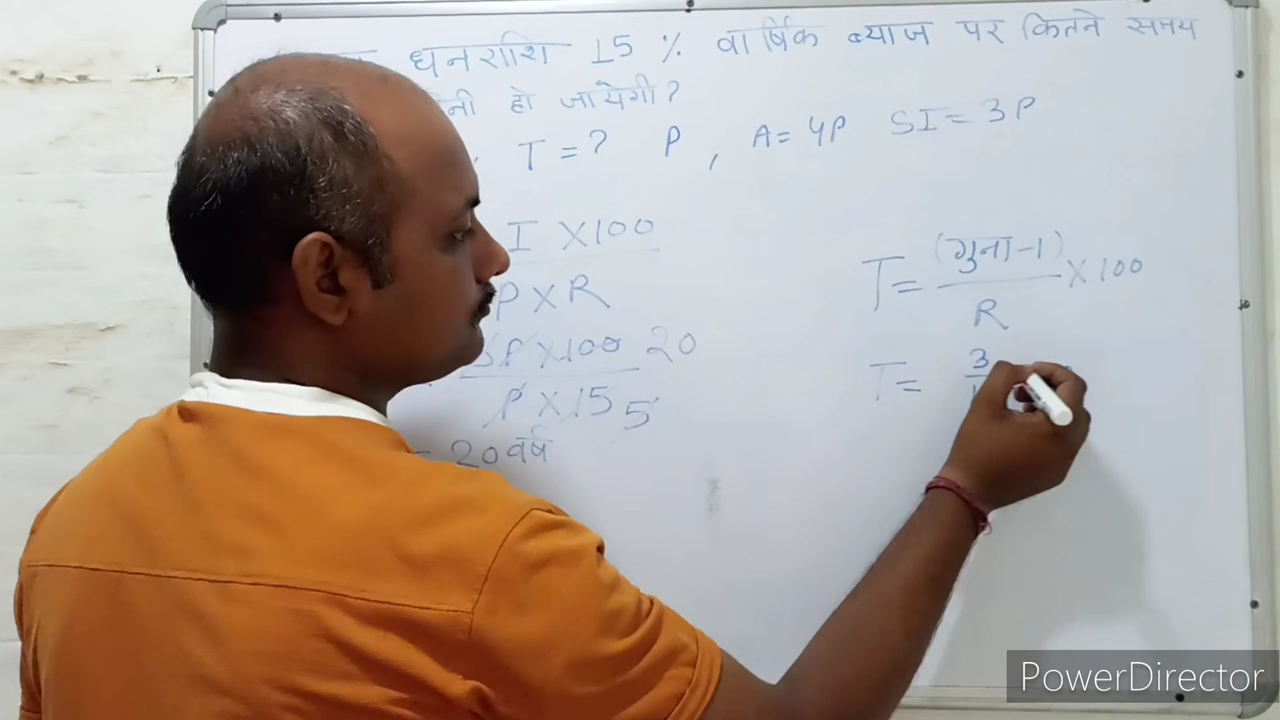 धनराशि 15 % वार्षिक ब्याज पर कितने समय
हो जायेगी?
T = ? P , A = 4P SI = 3P
I X 100
P X R
3P X 100 20
P X 15 5
= 20 वर्ष
T = (गुना-1) X 100
R
T = 3
PowerDirector